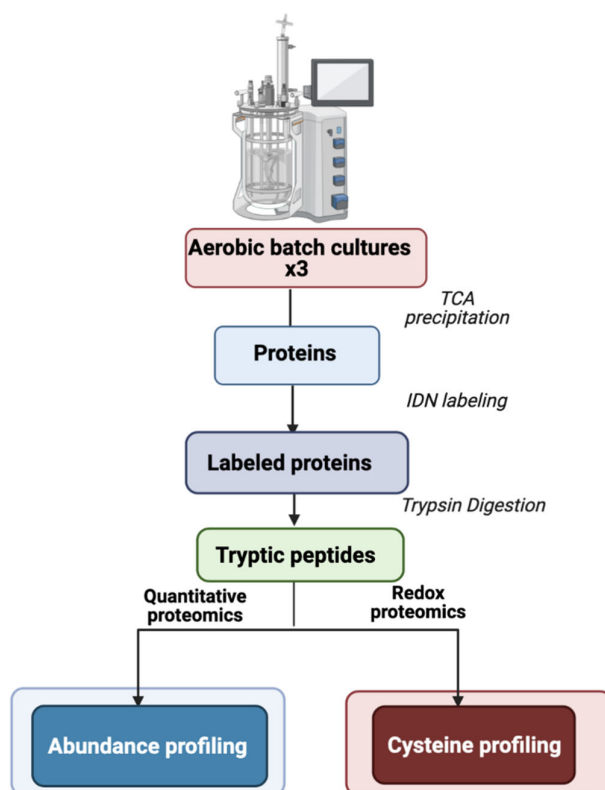 Aerobic batch cultures
x3
TCA
precipitation
Proteins
IDN labeling
Labeled proteins
Trypsin Digestion
Tryptic peptides
Quantitative
proteomics
Redox
proteomics
Abundance profiling
Cysteine profiling